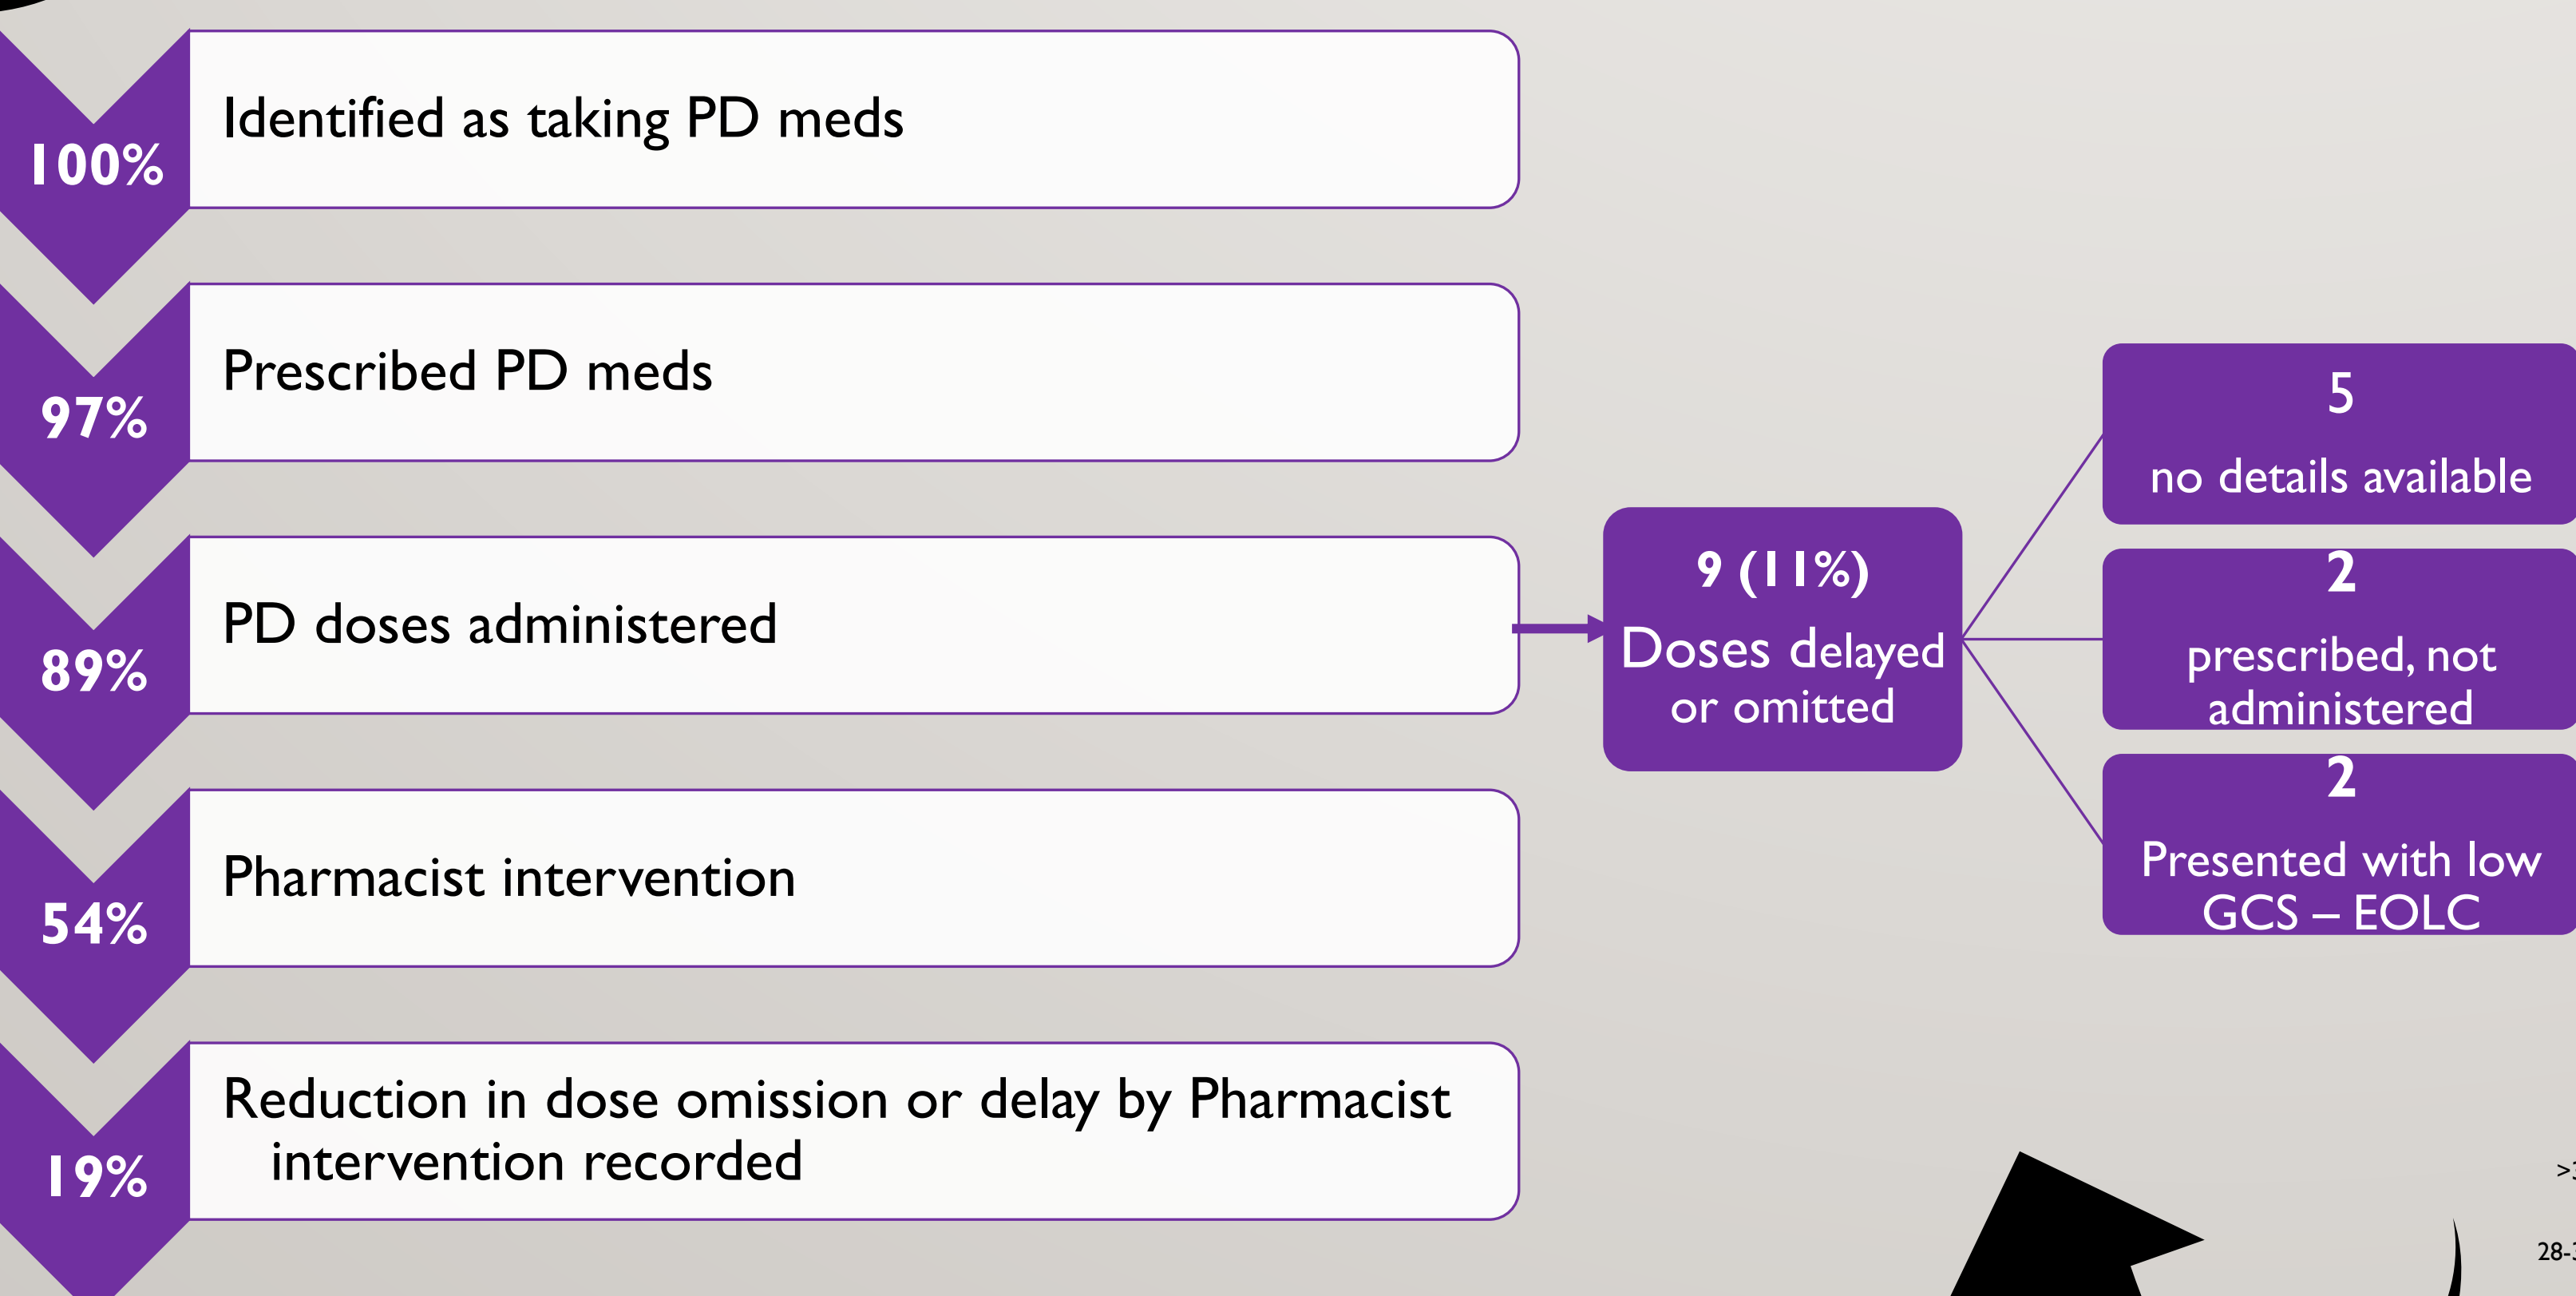 100%
Identified as taking PD meds
97%
Prescribed PD meds
89%
PD doses administered
54%
Pharmacist intervention
19%
Reduction in dose omission or delay by Pharmacist
intervention recorded
9 (11%)
Doses delayed
or omitted
5
no details available
2
prescribed, not
administered
2
Presented with low
GCS – EOLC